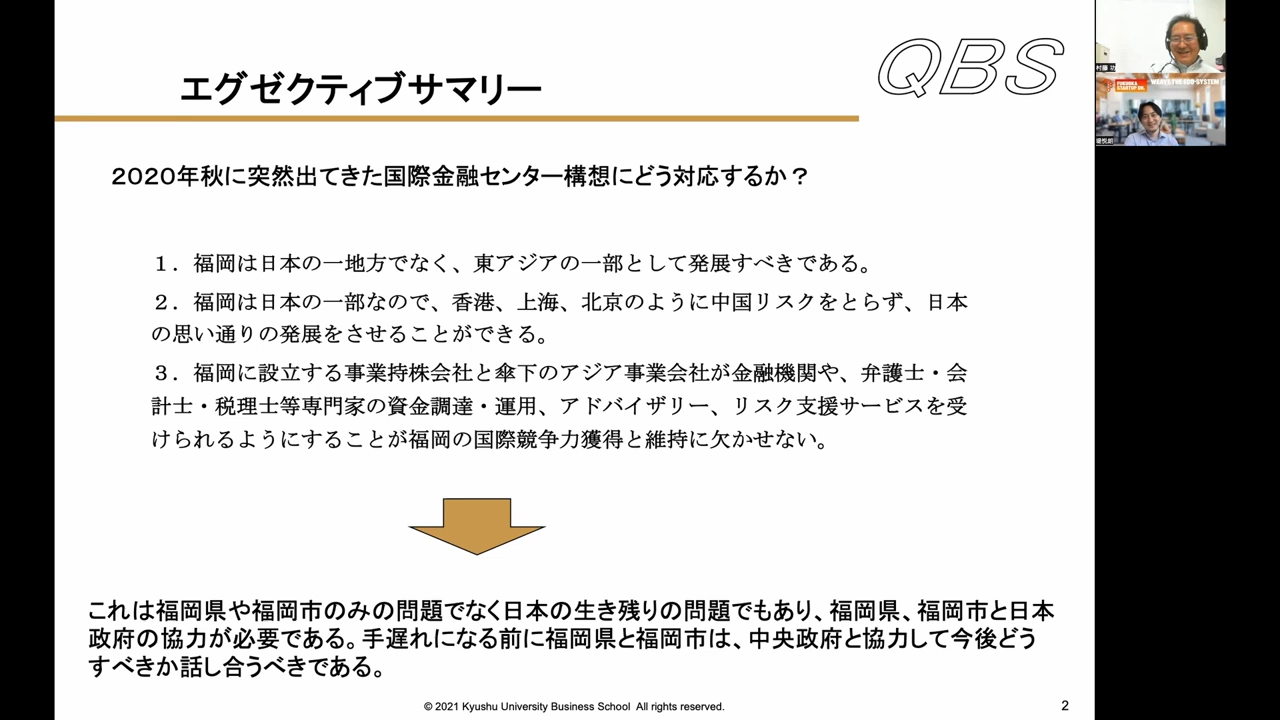 エグゼクティブサマリー
QBS
2020年秋に突然出てきた国際金融センター構想にどう対応するか？
１．福岡は日本の一地方でなく、東アジアの一部として発展すべきである。
２．福岡は日本の一部なので、香港、上海、北京のように中国リスクをとらず、日本
の思い通りの発展をさせることができる。
３．福岡に設立する事業持株会社と傘下のアジア事業会社が金融機関や、弁護士・会
計士・税理士等専門家の資金調達・運用、アドバイザリー、リスク支援サービスを受
けられるようにすることが福岡の国際競争力獲得と維持に欠かせない。
これは福岡県や福岡市のみの問題でなく日本の生き残りの問題でもあり、福岡県、福岡市と日本
政府の協力が必要である。手遅れになる前に福岡県と福岡市は、中央政府と協力して今後どう
すべきか話し合うべきである。
© 2021 Kyushu University Business School All rights reserved.
2
村藤 功
FUKUOKA
STARTUP
堀悦朗